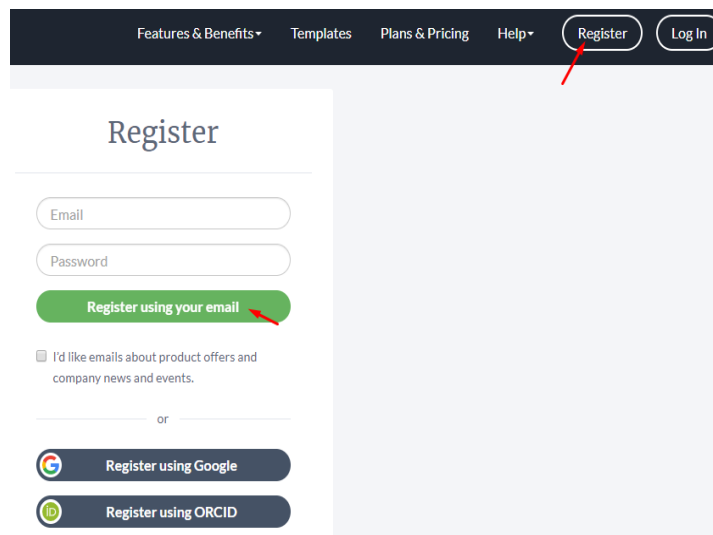 Features & Benefits Templates Plans & Pricing Help Register Log In
Register
Email
Password
Register using your email
I'd like emails about product offers and
company news and events.
or
G Register using Google
iD Register using ORCID